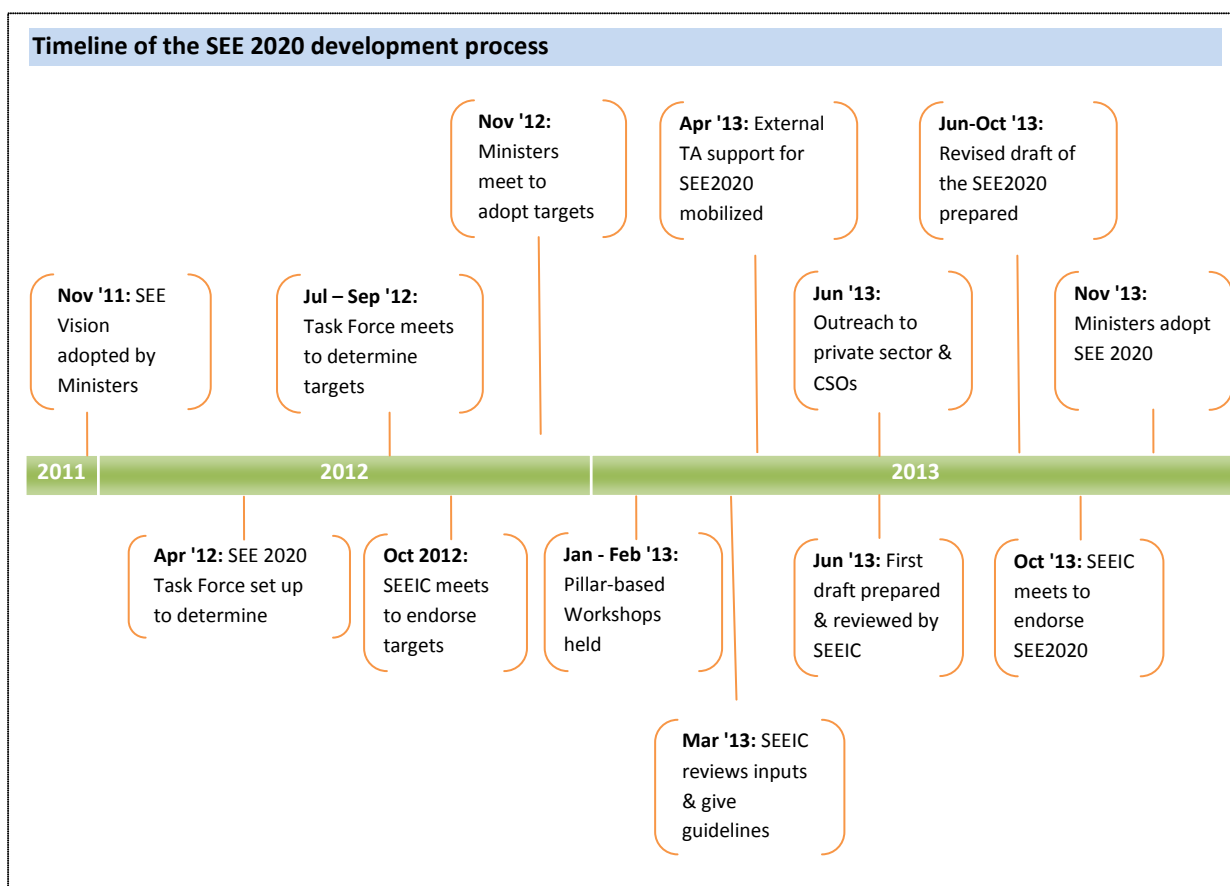 Timeline of the SEE 2020 development process
Nov '12:
Ministers
meet to
adopt targets
Apr '13: External
TA support for
SEE2020
mobilized
Jun-Oct '13:
Revised draft of
the SEE2020
prepared
Nov '11: SEE
Vision
adopted by
Ministers
Jul – Sep '12:
Task Force meets
to determine
targets
Jun '13:
Outreach to
private sector &
CSOs
Nov '13:
Ministers adopt
SEE 2020
2011
2012
2013
Apr '12: SEE 2020
Task Force set up
to determine
Oct 2012:
SEEIC meets
to endorse
targets
Jan - Feb '13:
Pillar-based
Workshops
held
Jun '13: First
draft prepared
& reviewed by
SEEIC
Oct '13: SEEIC
meets to
endorse
SEE2020
Mar '13: SEEIC
reviews inputs
& give
guidelines